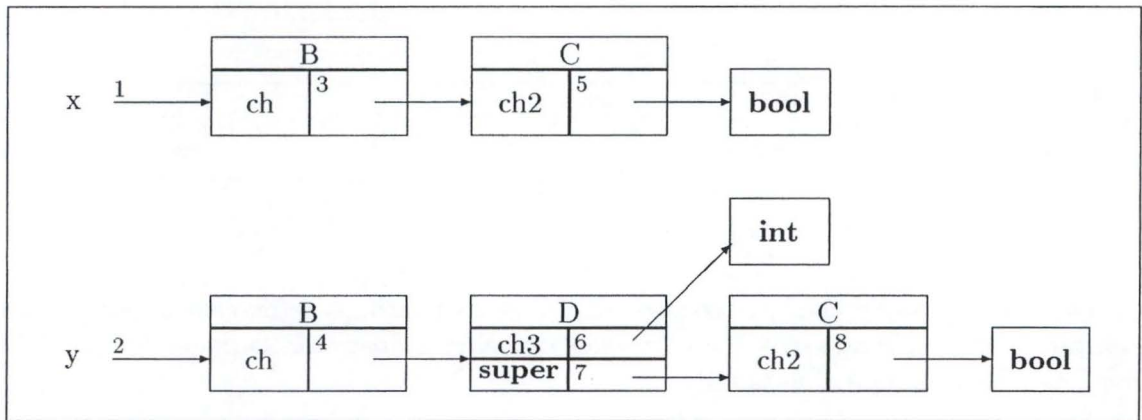 B C
x 1 ch 3 ch2 5 bool
int
B D C
y 2 ch 4 ch3 6 ch2 8 bool
super 7